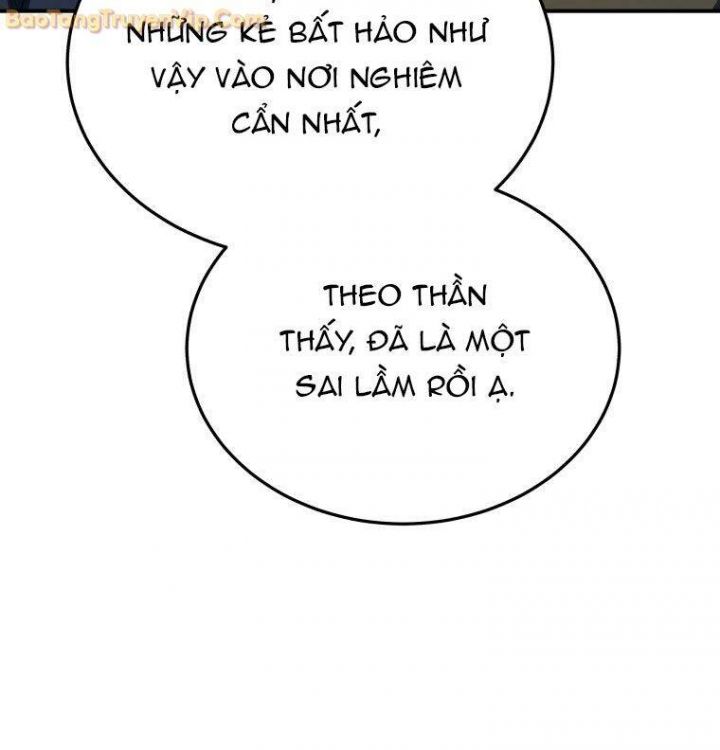 BaoTangTruyenVip.Com
NHỮNG KẺ BẤT HẢO NHƯ
VẬY VÀO NƠI NGHIÊM
CẨN NHẤT,
THEO THẦN
THẤY, ĐÃ LÀ MỘT
SAI LẦM RỒI Ạ.